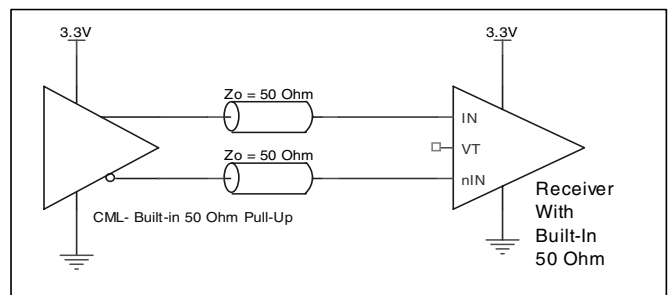 3.3V
3.3V
Zo = 50 Ohm
IN
VT
Zo = 50 Ohm
nIN
CML- Built-in 50 Ohm Pull-Up
Receiver
With
Built-In
50 Ohm